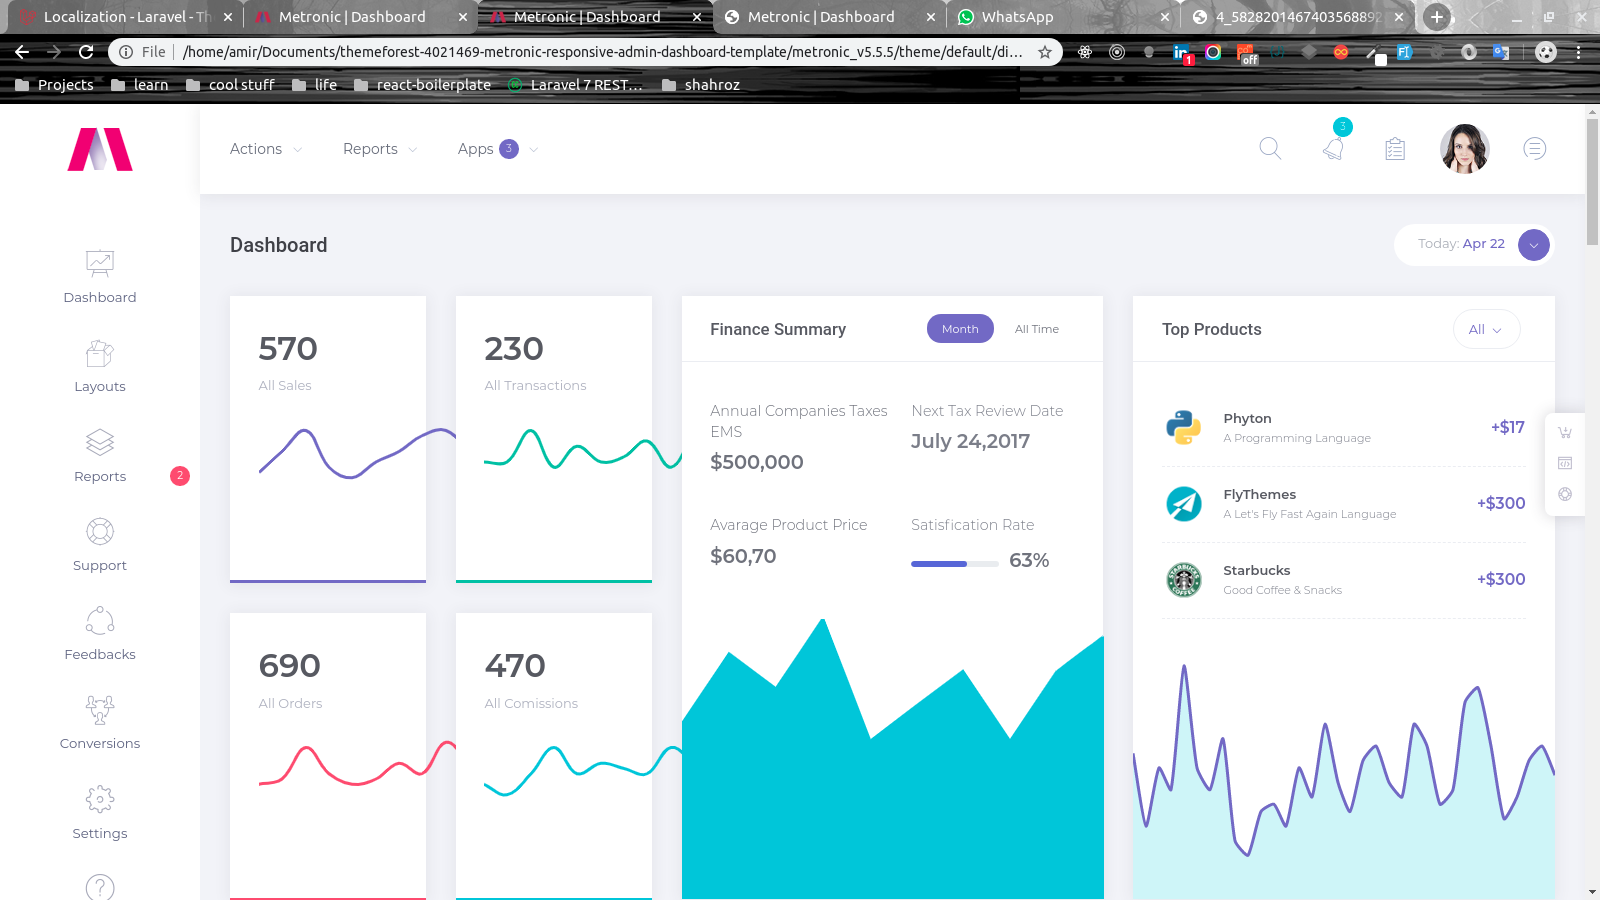 Localization - Laravel - Th
Metronic | Dashboard
Metronic | Dashboard
Metronic | Dashboard
WhatsApp
4_5828201467403568892
File
/home/amir/Documents/themeforest-4021469-metronic-responsive-admin-dashboard-template/metronic_v5.5.5/theme/default/di…
1
off
Projects
learn
cool stuff
life
react-boilerplate
Laravel 7 REST…
shahroz
Actions
Reports
Apps 3
3
Dashboard
Today: Apr 22
Dashboard
Layouts
Reports
2
Support
Feedbacks
Conversions
Settings
570
All Sales
230
All Transactions
690
All Orders
470
All Comissions
Finance Summary
Month
All Time
Annual Companies Taxes
EMS
$500,000
Next Tax Review Date
July 24,2017
Avarage Product Price
$60,70
Satisfication Rate
63%
Top Products
All
Phyton
A Programming Language
+$17
FlyThemes
A Let's Fly Fast Again Language
+$300
Starbucks
Good Coffee & Snacks
+$300